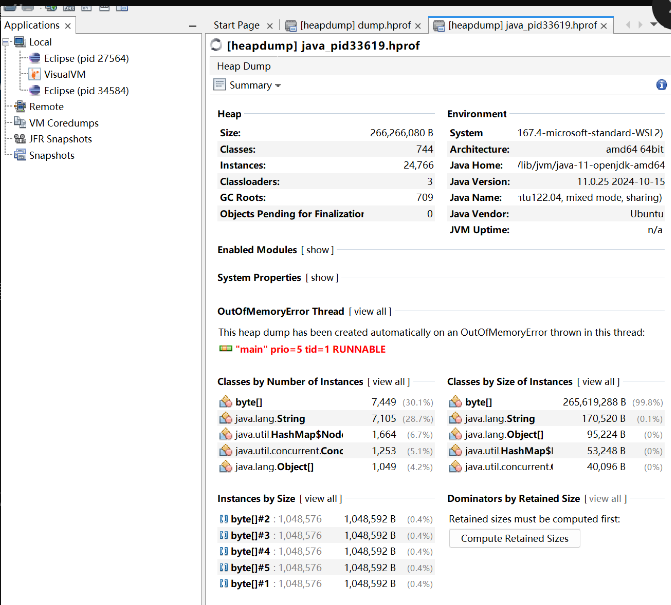 Applications ×
Local
Eclipse (pid 27564)
VisualVM
Eclipse (pid 34584)
Remote
VM Coredumps
JFR Snapshots
Snapshots
Start Page × [heapdump] dump.hprof × [heapdump] java_pid33619.hprof ×
[heapdump] java_pid33619.hprof
Heap Dump
Summary
Heap
Size: 266,266,080 B
Classes: 744
Instances: 24,766
Classloaders: 3
GC Roots: 709
Objects Pending for Finalization 0
Environment
System 167.4-microsoft-standard-WSL2)
Architecture: amd64 64bit
Java Home: /lib/jvm/java-11-openjdk-amd64
Java Version: 11.0.25 2024-10-15
Java Name: ntu122.04, mixed mode, sharing)
Java Vendor: Ubuntu
JVM Uptime: n/a
Enabled Modules [ show ]
System Properties [ show ]
OutOfMemoryError Thread [ view all ]
This heap dump has been created automatically on an OutOfMemoryError thrown in this thread:
"main" prio=5 tid=1 RUNNABLE
Classes by Number of Instances [ view all ]
byte[] 7,449 (30.1%)
java.lang.String 7,105 (28.7%)
java.util.HashMap$Node 1,664 (6.7%)
java.util.concurrent.Conc 1,253 (5.1%)
java.lang.Object[] 1,049 (4.2%)
Classes by Size of Instances [ view all ]
byte[] 265,619,288 B (99.8%)
java.lang.String 170,520 B (0.1%)
java.lang.Object[] 95,224 B (0%)
java.util.HashMap$ 53,248 B (0%)
java.util.concurrent. 40,096 B (0%)
Instances by Size [ view all ]
byte[]#2 : 1,048,576 1,048,592 B (0.4%)
byte[]#3 : 1,048,576 1,048,592 B (0.4%)
byte[]#4 : 1,048,576 1,048,592 B (0.4%)
byte[]#5 : 1,048,576 1,048,592 B (0.4%)
byte[]#1 : 1,048,576 1,048,592 B (0.4%)
Dominators by Retained Size [ view all ]
Retained sizes must be computed first:
Compute Retained Sizes